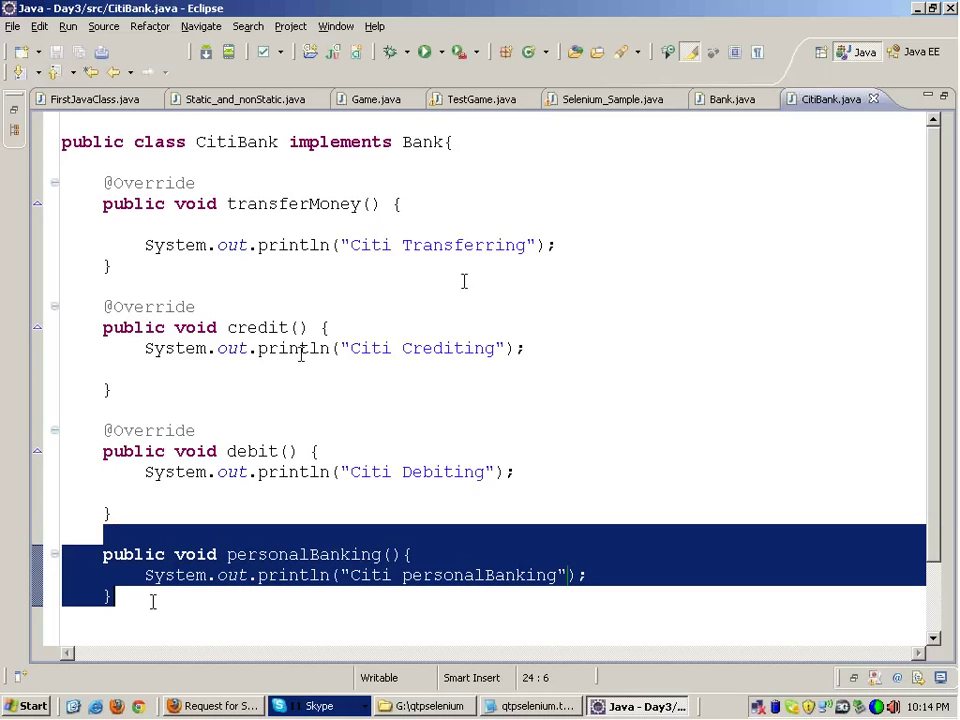 Java - Day3/src/CitiBank.java - Eclipse
File Edit Run Source Refactor Navigate Search Project Window Help
Java Java EE
FirstJavaClass.java Static_and_nonStatic.java Game.java TestGame.java Selenium_Sample.java Bank.java CitiBank.java
public class CitiBank implements Bank{
@Override
public void transferMoney() {
System.out.println("Citi Transferring");
}
@Override
public void credit() {
System.out.println("Citi Crediting");
}
@Override
public void debit() {
System.out.println("Citi Debiting");
}
public void personalBanking(){
System.out.println("Citi personalBanking");
}
Writable Smart Insert 24 : 6
Start Request for S... Skype G:\qtpselenium qtpselenium.t... Java - Day3/... 10:14 PM